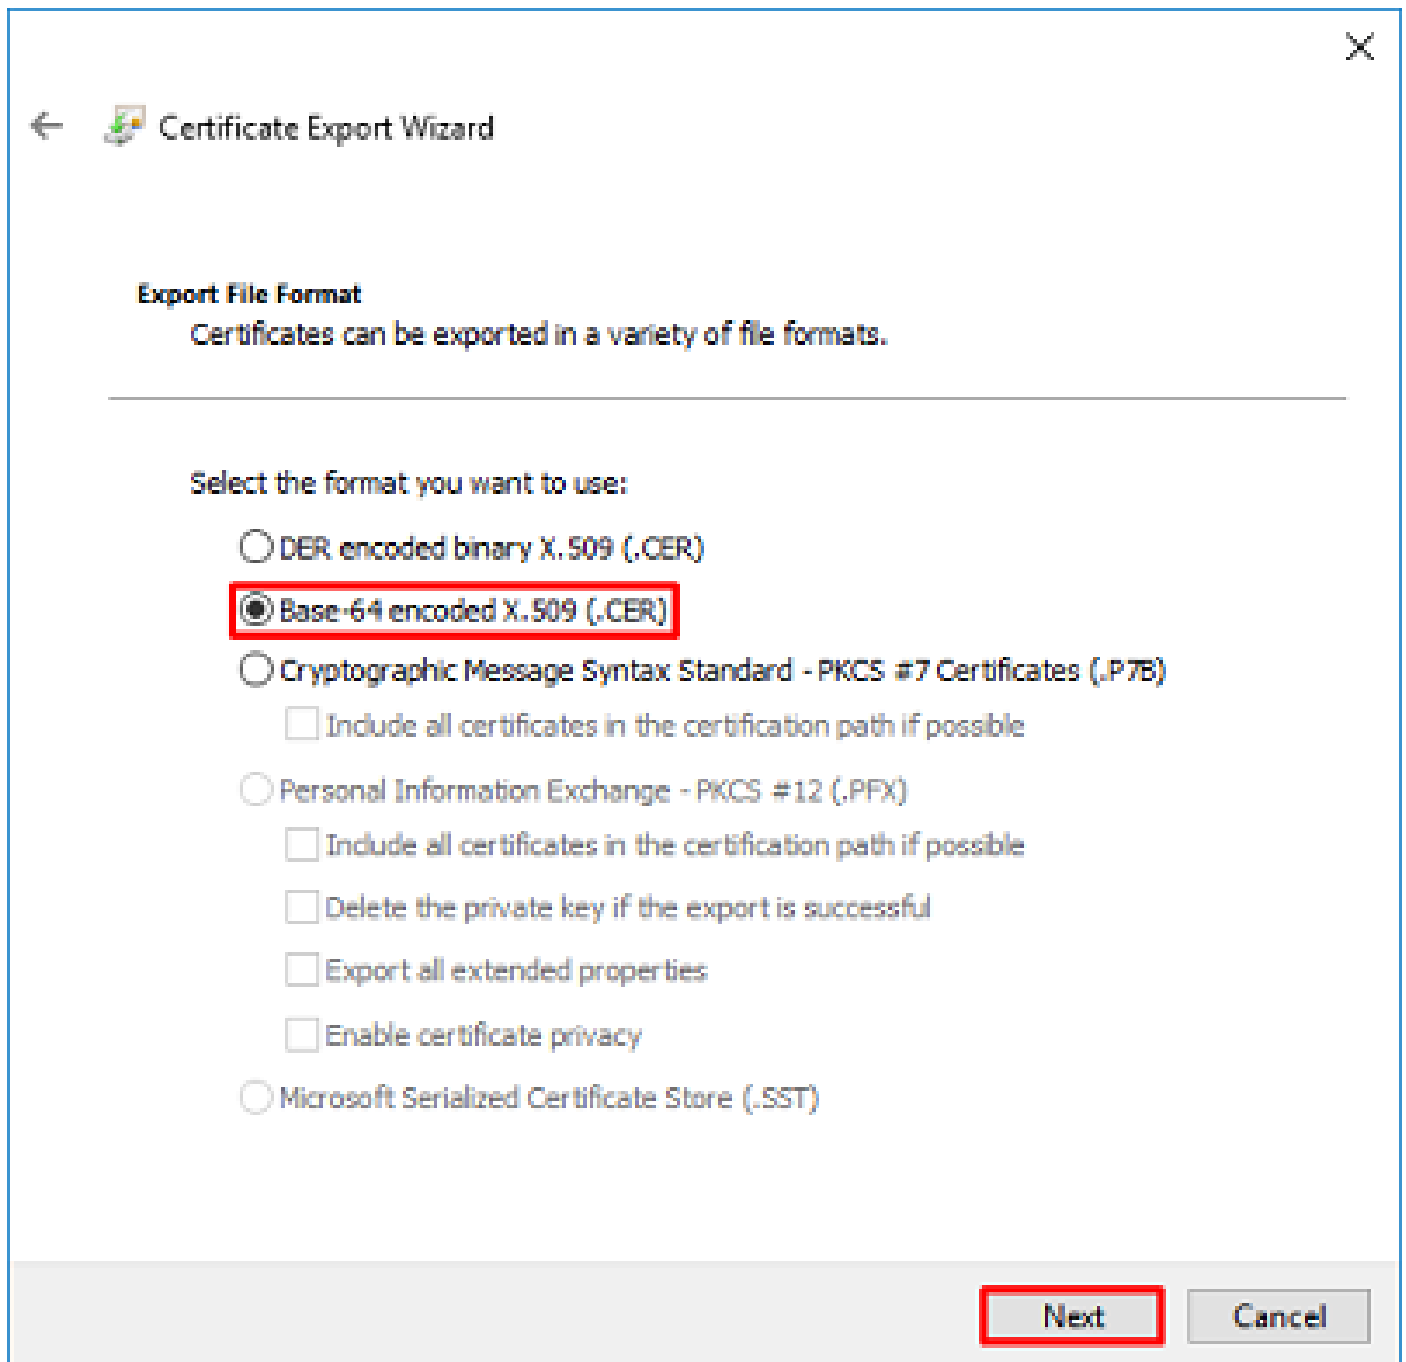 Certificate Export Wizard
Export File Format
Certificates can be exported in a variety of file formats.
Select the format you want to use:
DER encoded binary X.509 (.CER)
Base-64 encoded X.509 (.CER)
Cryptographic Message Syntax Standard - PKCS #7 Certificates (.P7B)
Include all certificates in the certification path if possible
Personal Information Exchange - PKCS #12 (.PFX)
Include all certificates in the certification path if possible
Delete the private key if the export is successful
Export all extended properties
Enable certificate privacy
Microsoft Serialized Certificate Store (.SST)
Next Cancel